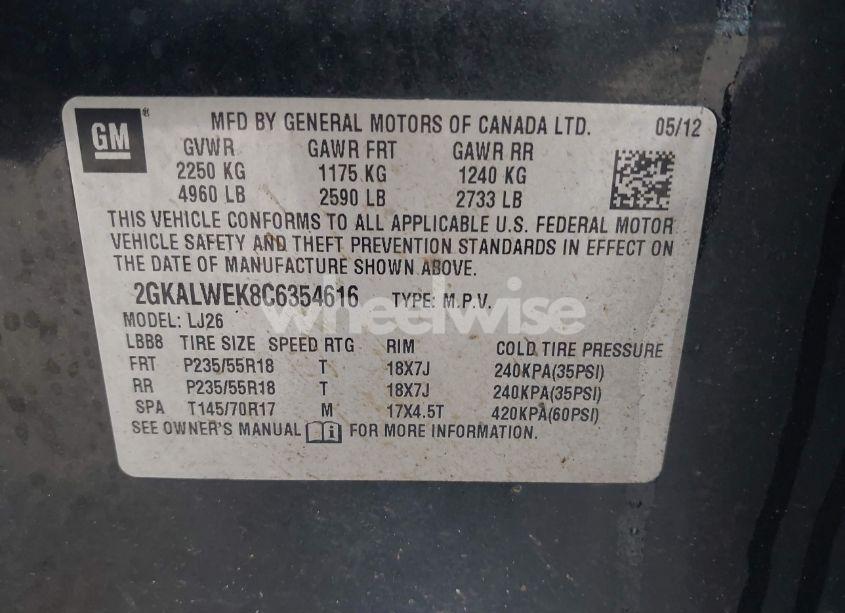 GM® MFD BY GENERAL MOTORS OF CANADA LTD. 05/12
GVWR GAWR FRT GAWR RR
2250 KG 1175 KG 1240 KG
4960 LB 2590 LB 2733 LB
THIS VEHICLE CONFORMS TO ALL APPLICABLE U.S. FEDERAL MOTOR
VEHICLE SAFETY AND THEFT PREVENTION STANDARDS IN EFFECT ON
THE DATE OF MANUFACTURE SHOWN ABOVE.
2GKALWEK8C6354616 TYPE: M.P.V.
wheelwise
MODEL: LJ26
LBB8 TIRE SIZE SPEED RTG RIM COLD TIRE PRESSURE
FRT P235/55R18 T 18X7J 240KPA(35PSI)
RR P235/55R18 T 18X7J 240KPA(35PSI)
SPA T145/70R17 M 17X4.5T 420KPA(60PSI)
SEE OWNER'S MANUAL FOR MORE INFORMATION.